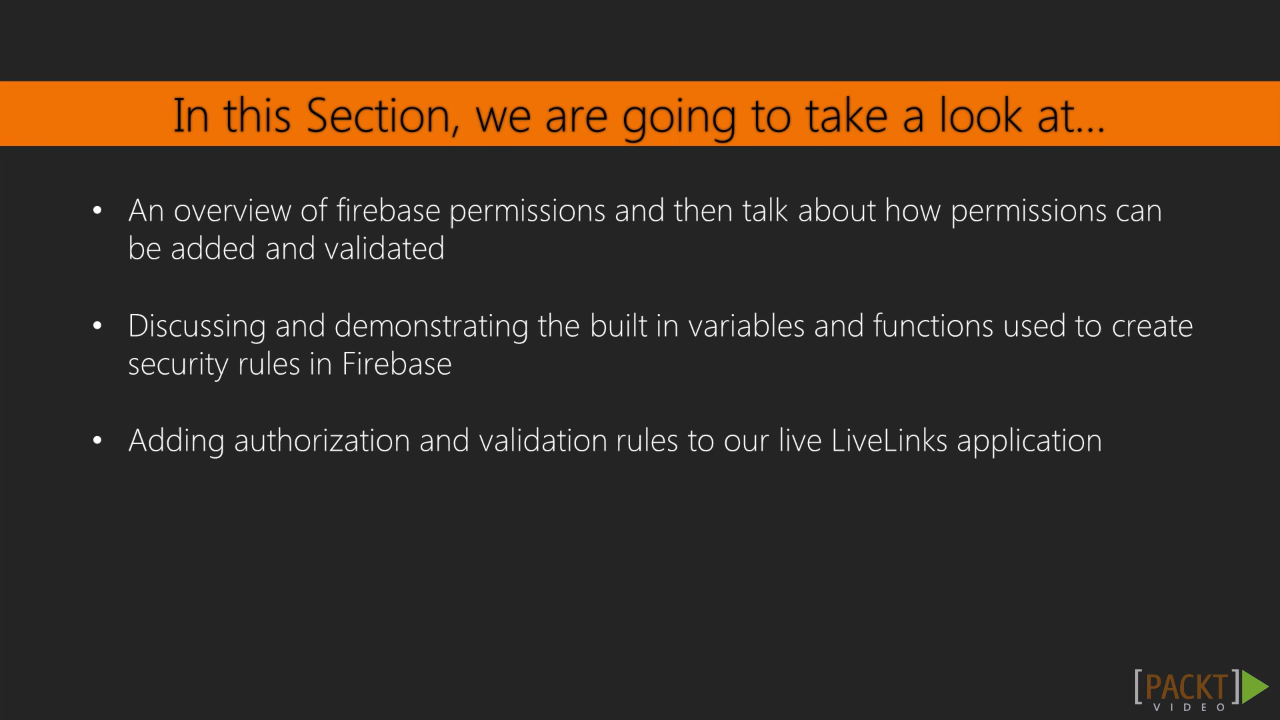 In this Section, we are going to take a look at...
• An overview of firebase permissions and then talk about how permissions can
be added and validated
• Discussing and demonstrating the built in variables and functions used to create
security rules in Firebase
• Adding authorization and validation rules to our live LiveLinks application
[PACKT]
VIDEO